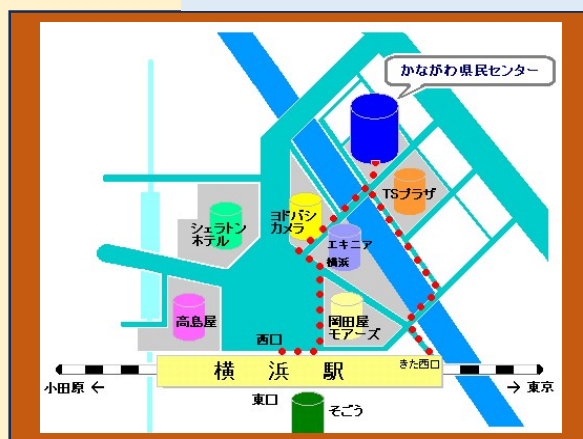 かながわ県民センター
TSプラザ
ヨドバシ
カメラ
シェラトン
ホテル
エキニア
横浜
高島屋
岡田屋
モアーズ
西口
きた西口
横浜駅
小田原 ←
→ 東京
東口
そごう